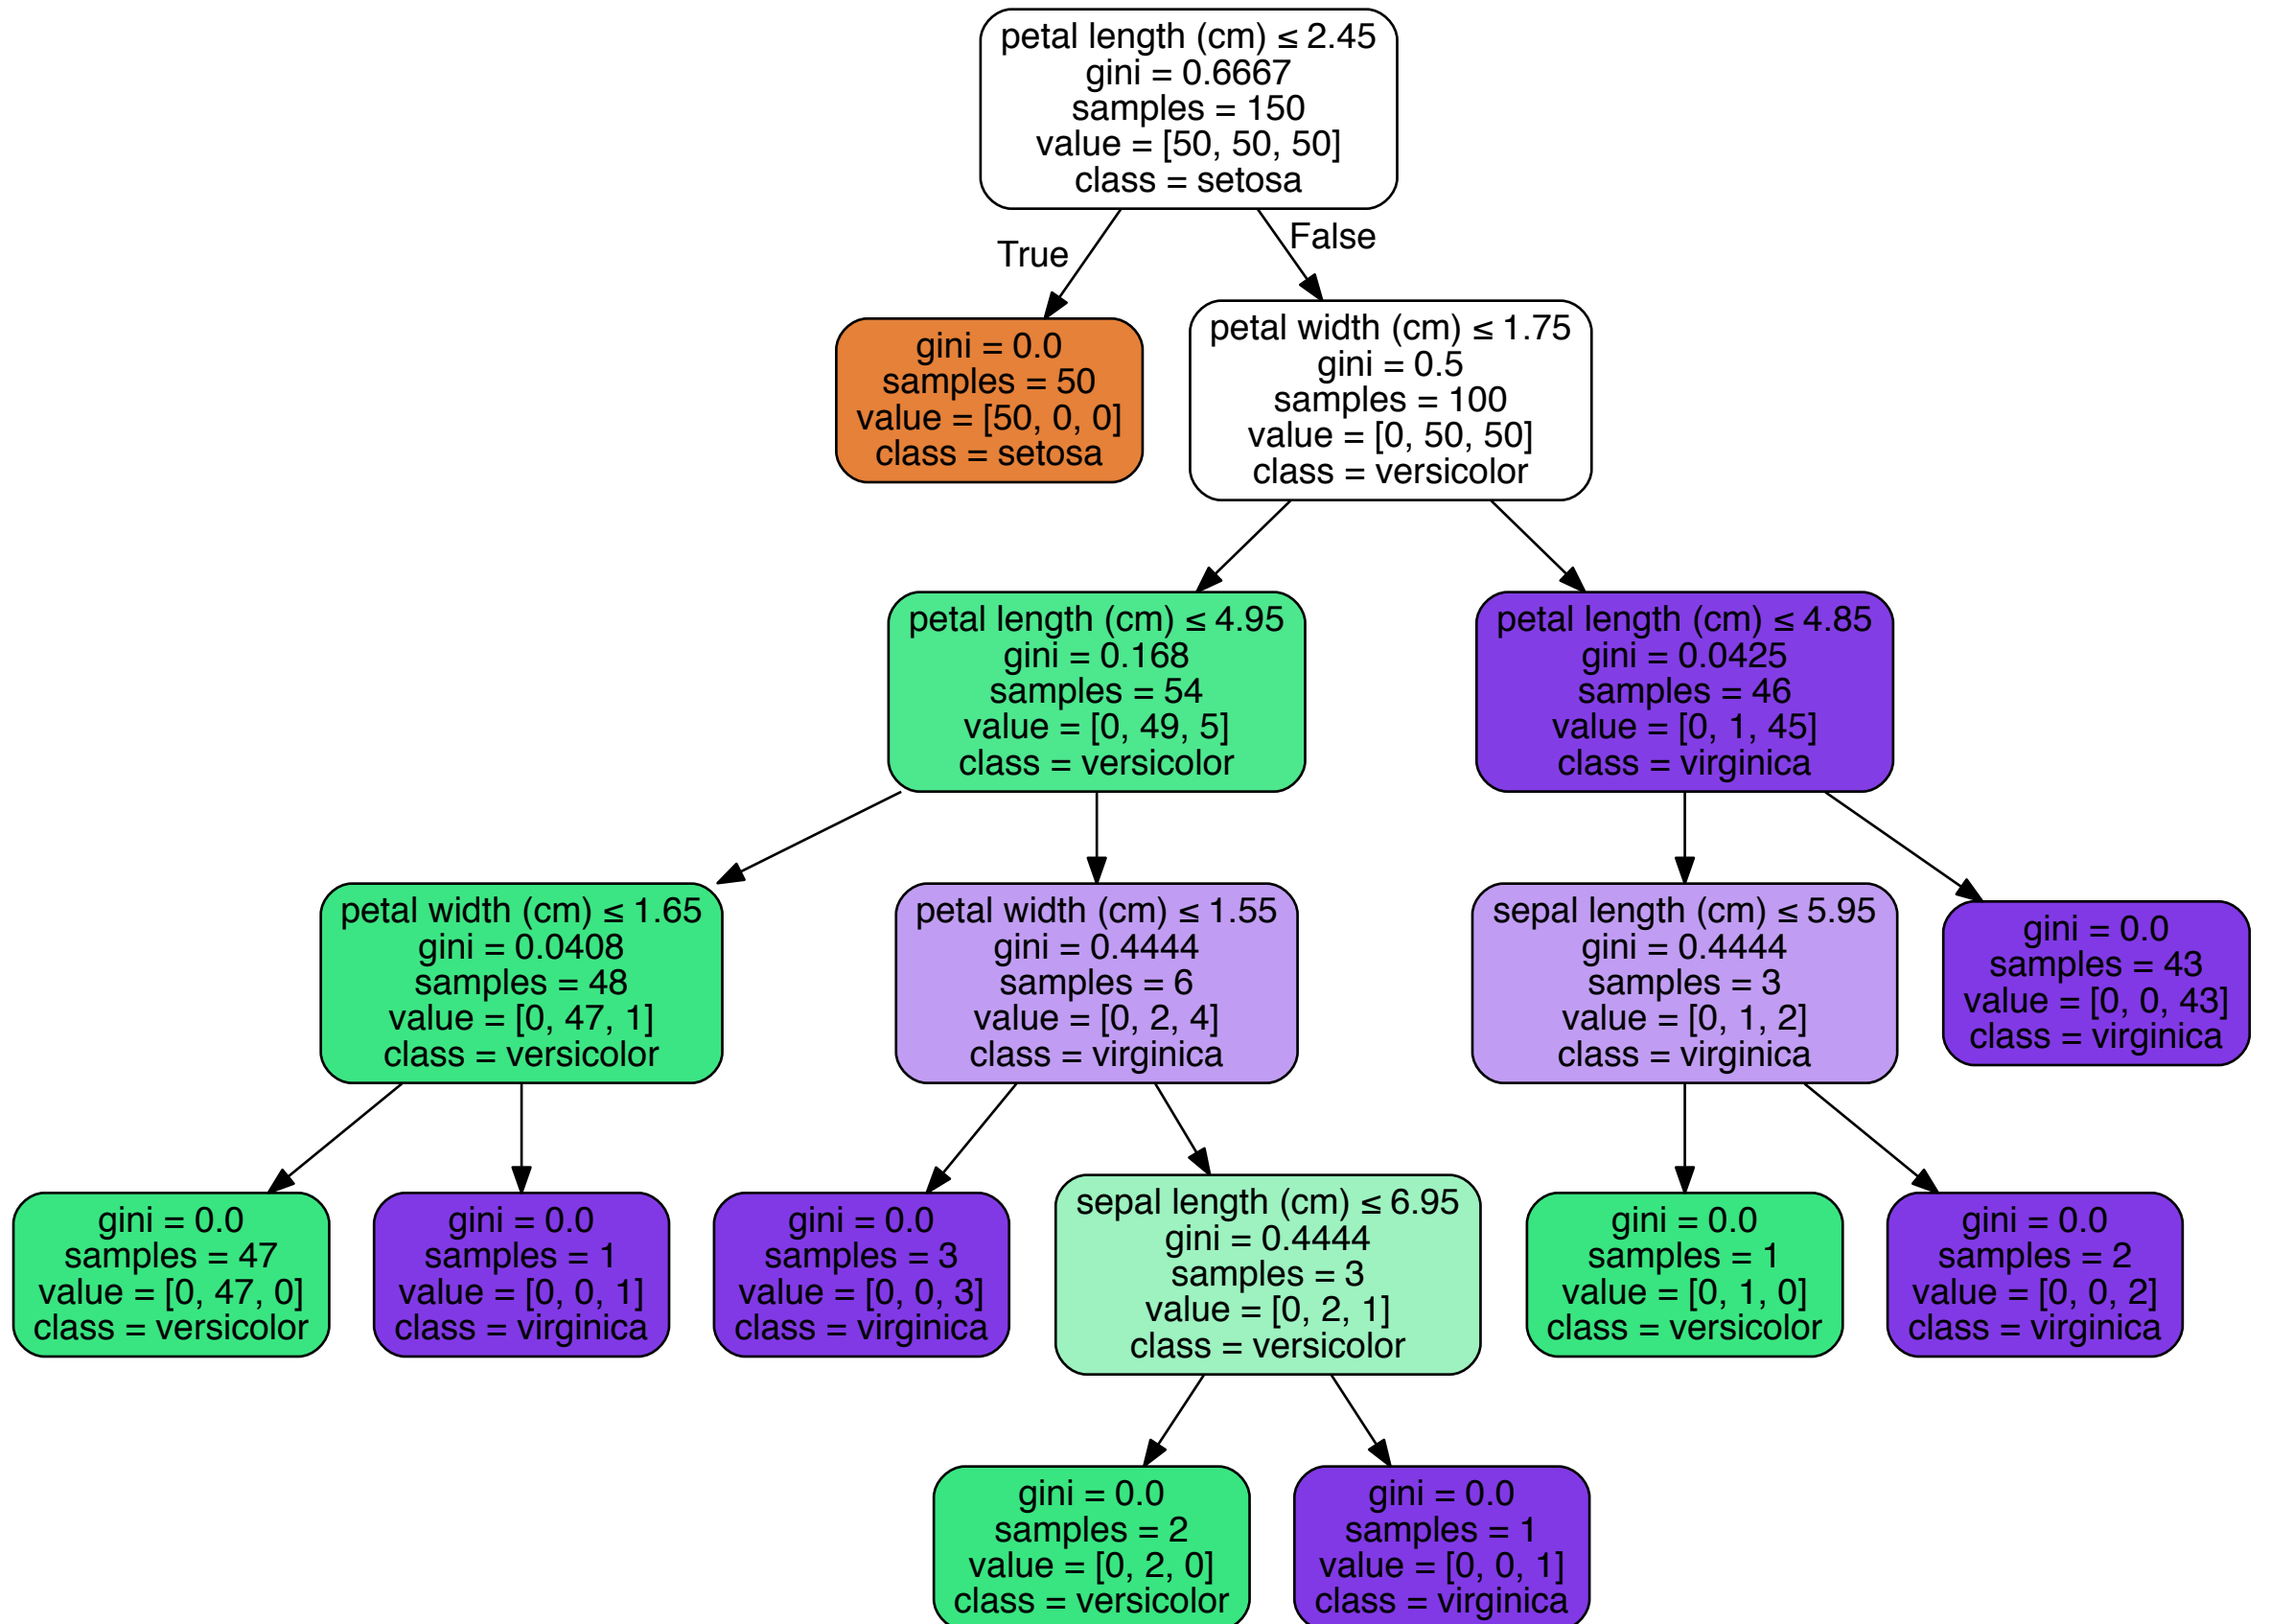 petal length (cm) ≤ 2.45
gini = 0.6667
samples = 150
value = [50, 50, 50]
class = setosa
True
False
gini = 0.0
samples = 50
value = [50, 0, 0]
class = setosa
petal width (cm) ≤ 1.75
gini = 0.5
samples = 100
value = [0, 50, 50]
class = versicolor
petal length (cm) ≤ 4.95
gini = 0.168
samples = 54
value = [0, 49, 5]
class = versicolor
petal length (cm) ≤ 4.85
gini = 0.0425
samples = 46
value = [0, 1, 45]
class = virginica
petal width (cm) ≤ 1.65
gini = 0.0408
samples = 48
value = [0, 47, 1]
class = versicolor
petal width (cm) ≤ 1.55
gini = 0.4444
samples = 6
value = [0, 2, 4]
class = virginica
sepal length (cm) ≤ 5.95
gini = 0.4444
samples = 3
value = [0, 1, 2]
class = virginica
gini = 0.0
samples = 43
value = [0, 0, 43]
class = virginica
gini = 0.0
samples = 47
value = [0, 47, 0]
class = versicolor
gini = 0.0
samples = 1
value = [0, 0, 1]
class = virginica
gini = 0.0
samples = 3
value = [0, 0, 3]
class = virginica
sepal length (cm) ≤ 6.95
gini = 0.4444
samples = 3
value = [0, 2, 1]
class = versicolor
gini = 0.0
samples = 1
value = [0, 1, 0]
class = versicolor
gini = 0.0
samples = 2
value = [0, 0, 2]
class = virginica
gini = 0.0
samples = 2
value = [0, 2, 0]
class = versicolor
gini = 0.0
samples = 1
value = [0, 0, 1]
class = virginica